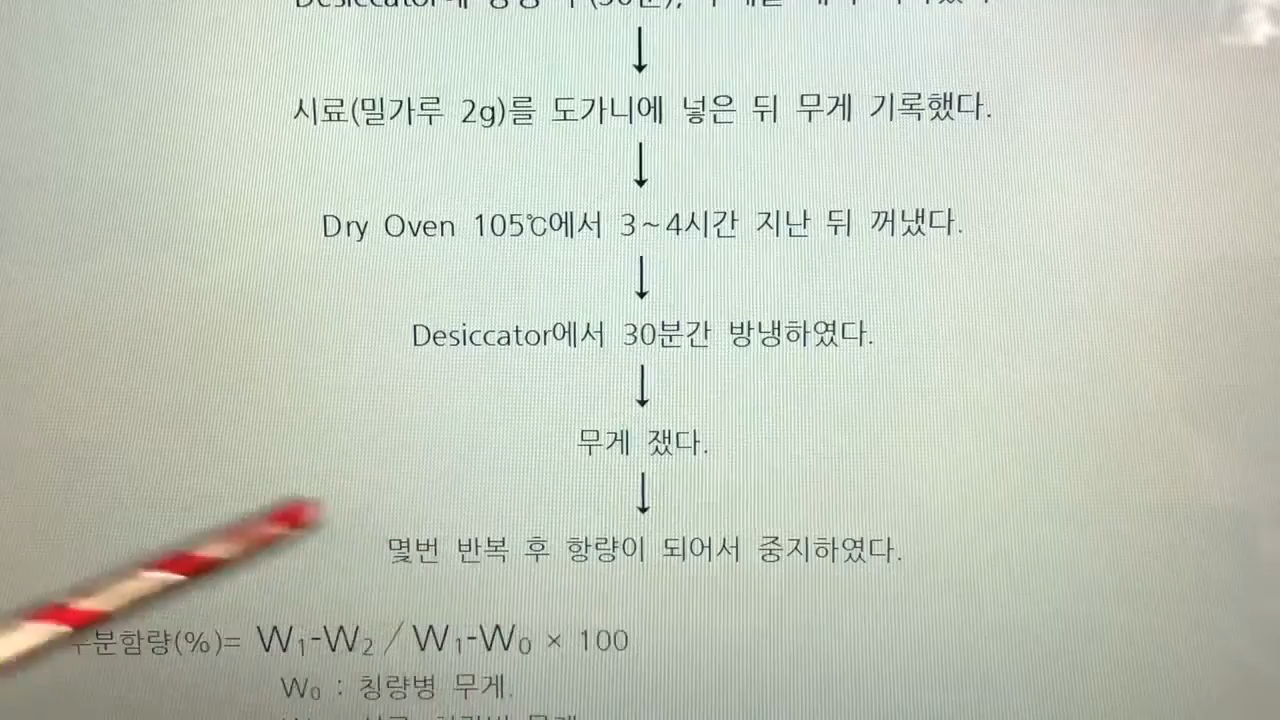 시료(밀가루 2g)를 도가니에 넣은 뒤 무게 기록했다.
↓
Dry Oven 105℃에서 3~4시간 지난 뒤 꺼냈다.
↓
Desiccator에서 30분간 방냉하였다.
↓
무게 쟀다.
↓
몇번 반복 후 항량이 되어서 중지하였다.
W₁-W₂ / W₁-W₀ × 100
W₀ : 칭량병 무게.